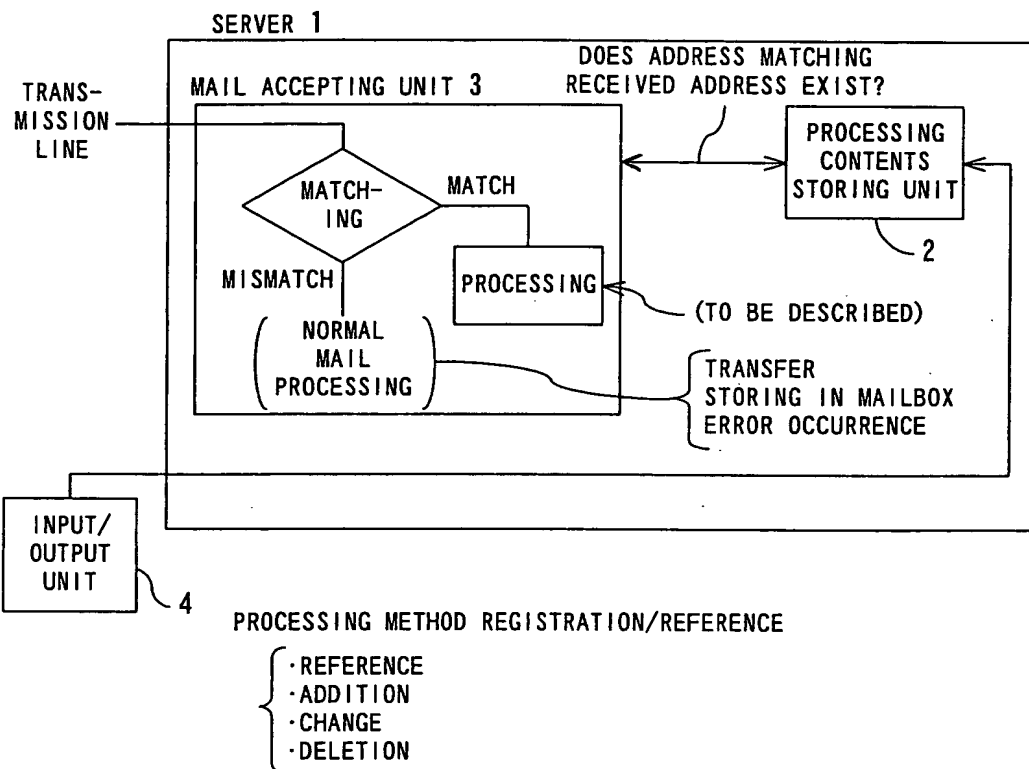 SERVER 1
DOES ADDRESS MATCHING
RECEIVED ADDRESS EXIST?
MAIL ACCEPTING UNIT 3
TRANS-
MISSION
LINE
PROCESSING
CONTENTS
STORING UNIT
2
MATCH-
ING
MATCH
MISMATCH
PROCESSING
(TO BE DESCRIBED)
NORMAL
MAIL
PROCESSING
TRANSFER
STORING IN MAILBOX
ERROR OCCURRENCE
INPUT/
OUTPUT
UNIT
4
PROCESSING METHOD REGISTRATION/REFERENCE
·REFERENCE
·ADDITION
·CHANGE
·DELETION